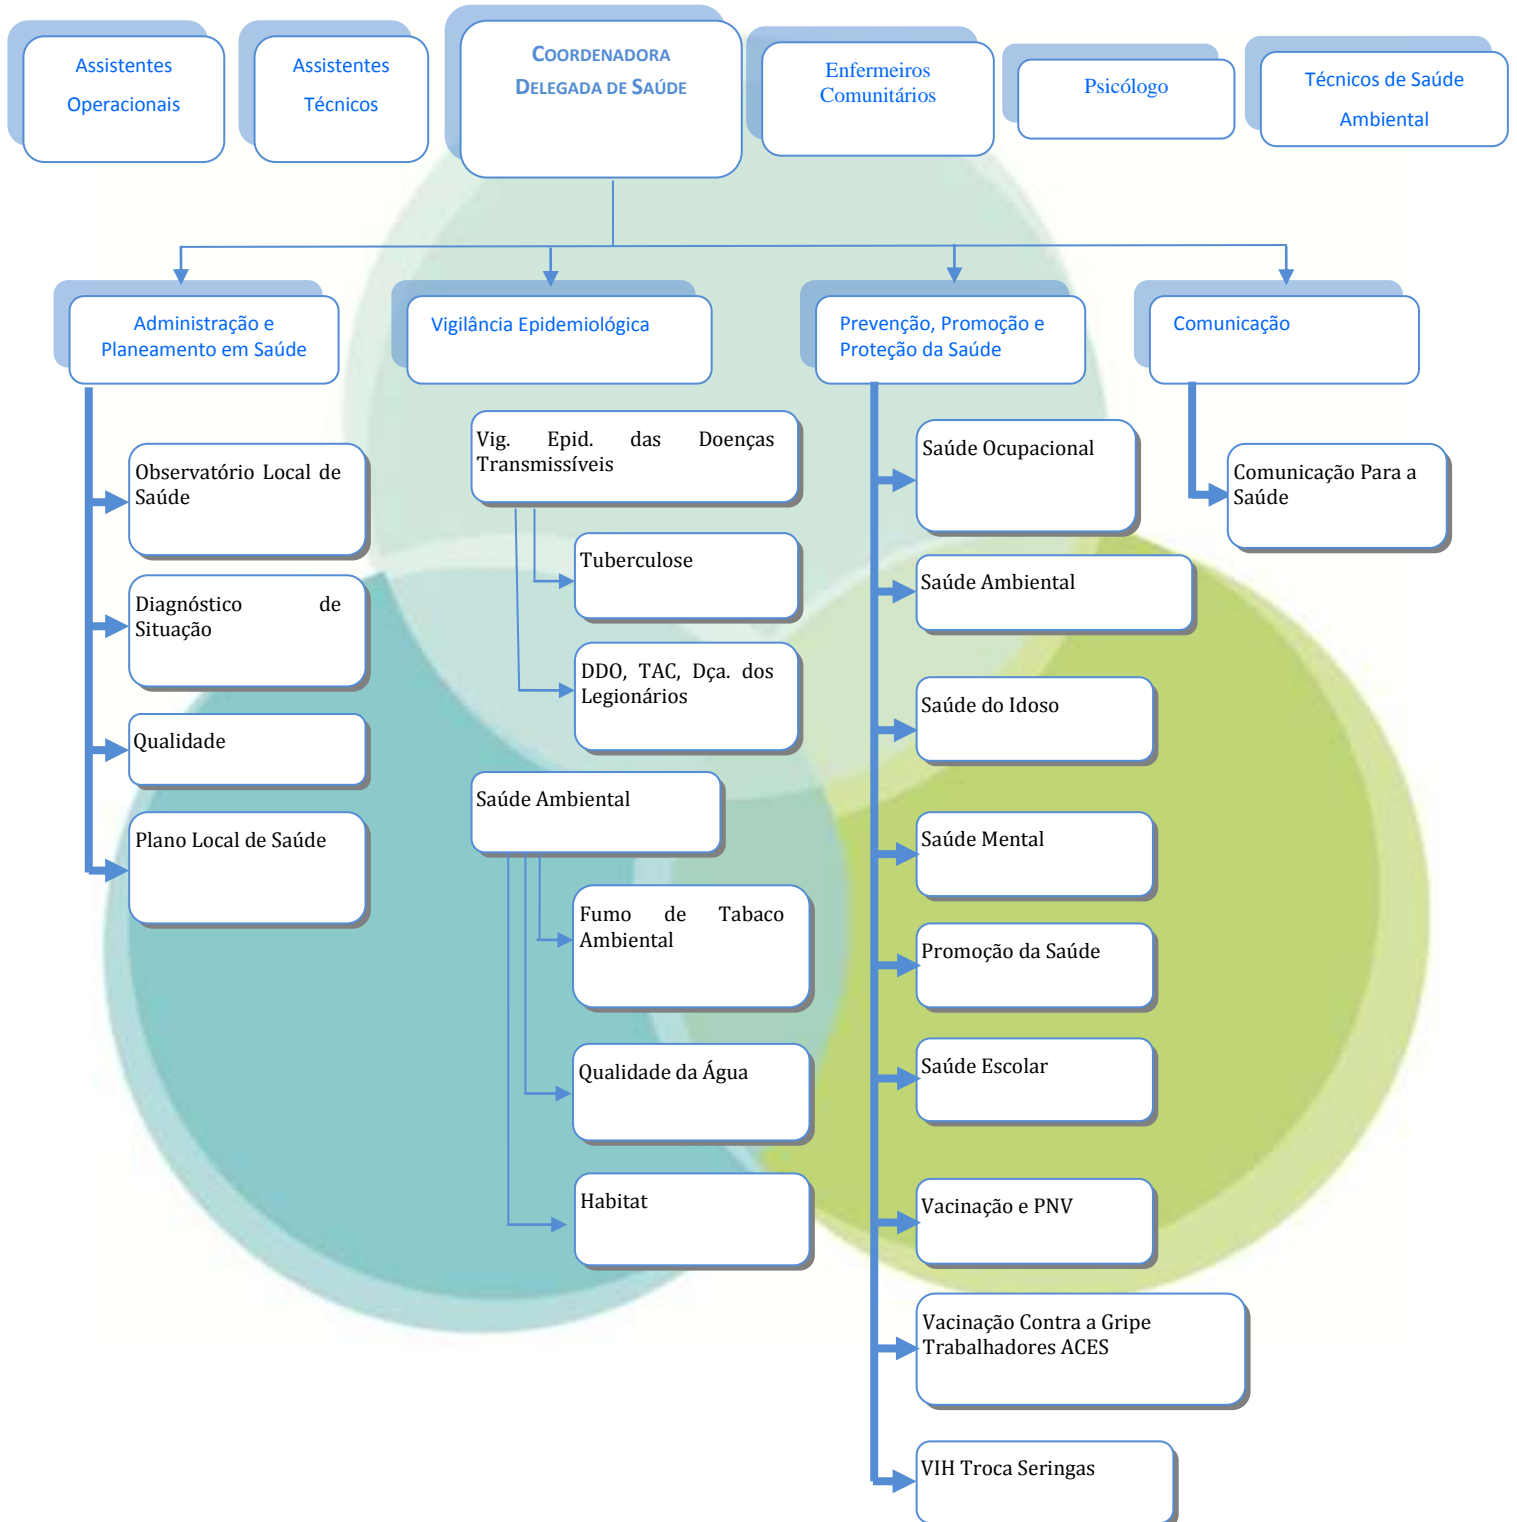 Assistentes
Operacionais
Assistentes
Técnicos
COORDENADORA
DELEGADA DE SAÚDE
Enfermeiros
Comunitários
Psicólogo
Técnicos de Saúde
Ambiental
Administração e
Planeamento em Saúde
Observatório Local de
Saúde
Diagnóstico de
Situação
Qualidade
Plano Local de Saúde
Vigilância Epidemiológica
Vig. Epid. das Doenças
Transmissíveis
Tuberculose
DDO, TAC, Dça. dos
Legionários
Saúde Ambiental
Fumo de Tabaco
Ambiental
Qualidade da Água
Habitat
Prevenção, Promoção e
Proteção da Saúde
Saúde Ocupacional
Saúde Ambiental
Saúde do Idoso
Saúde Mental
Promoção da Saúde
Saúde Escolar
Vacinação e PNV
Vacinação Contra a Gripe
Trabalhadores ACES
VIH Troca Seringas
Comunicação
Comunicação Para a
Saúde